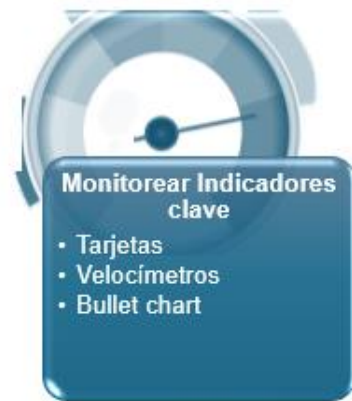 Monitorear Indicadores
clave
• Tarjetas
• Velocímetros
• Bullet chart